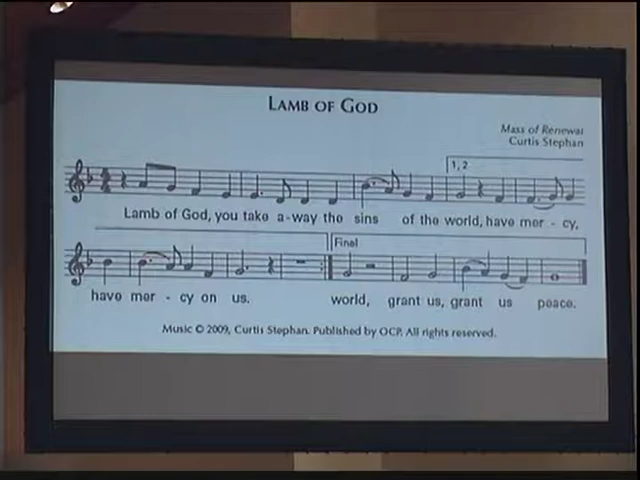 LAMB OF GOD
Mass of Renewal
Curtis Stephan
1, 2
Lamb of God, you take a-way the sins of the world, have mer - cy,
Final
have mer - cy on us. world, grant us, grant us peace.
Music © 2009, Curtis Stephan. Published by OCP. All rights reserved.